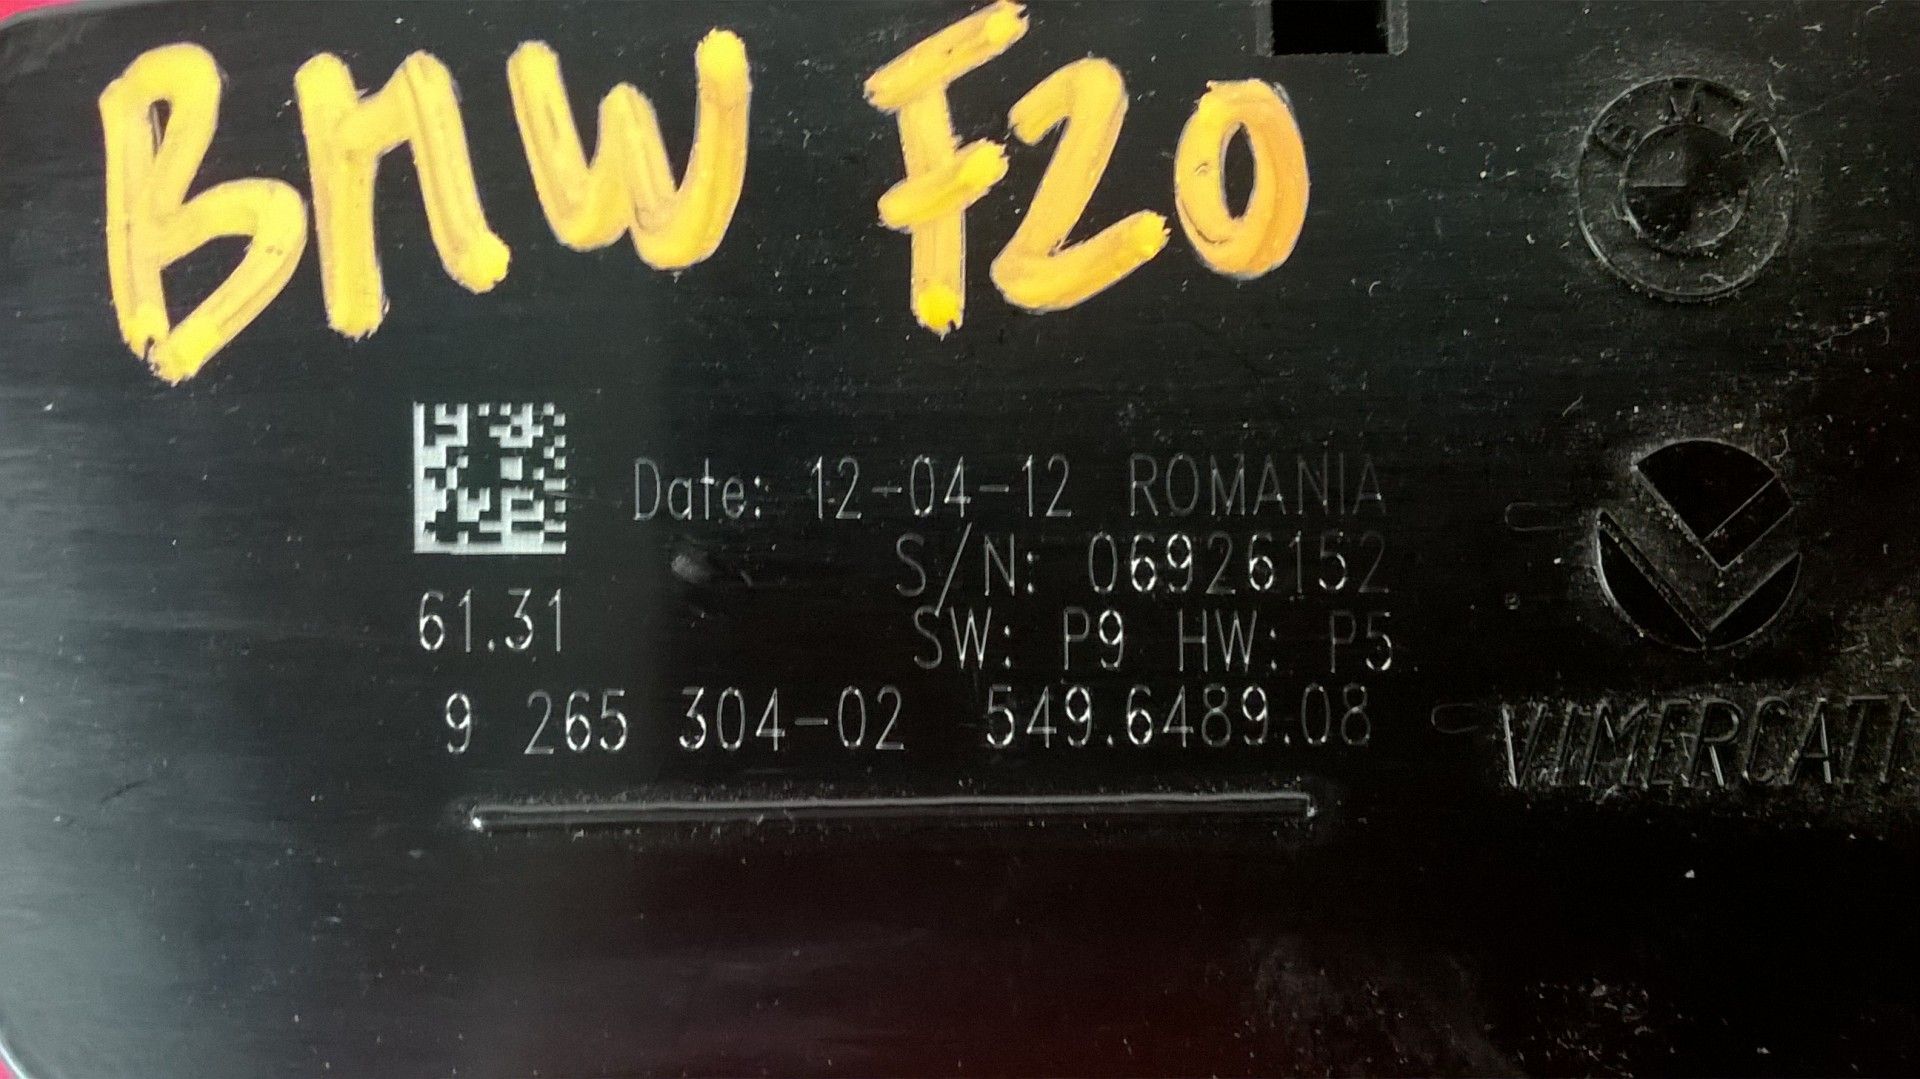 BMW F20
BMW
Date: 12-04-12 ROMANIA
S/N: 06926152
61.31
SW: P9 HW: P5
9 265 304-02 549.6489.08
VIMERCATI